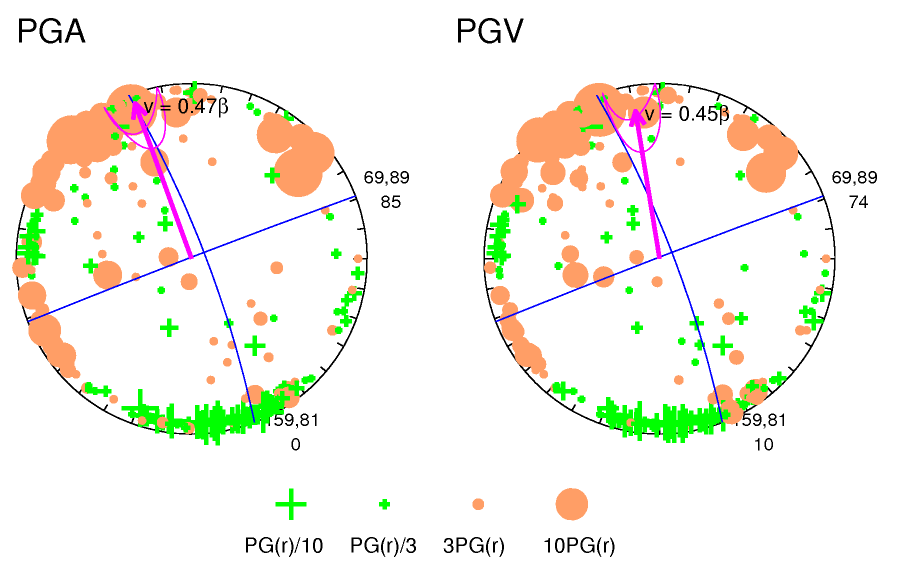 PGA
PGV
v = 0.47β
v = 0.45β
69,89
85
69,89
74
59,81
0
159,81
10
PG(r)/10
PG(r)/3
3PG(r)
10PG(r)